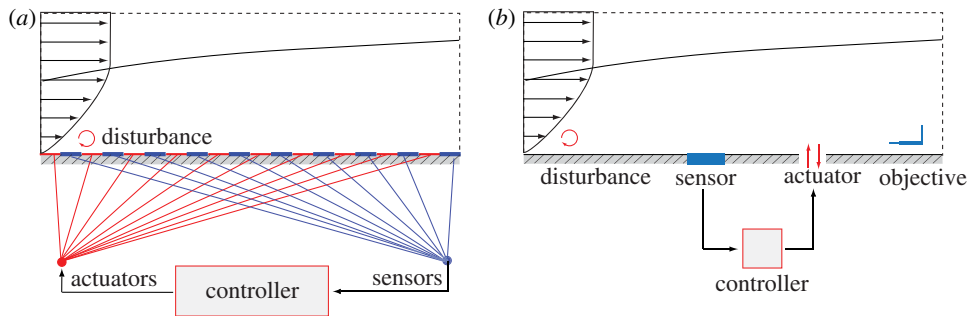 (a)
disturbance
actuators
controller
sensors
(b)
disturbance
sensor
actuator
objective
controller